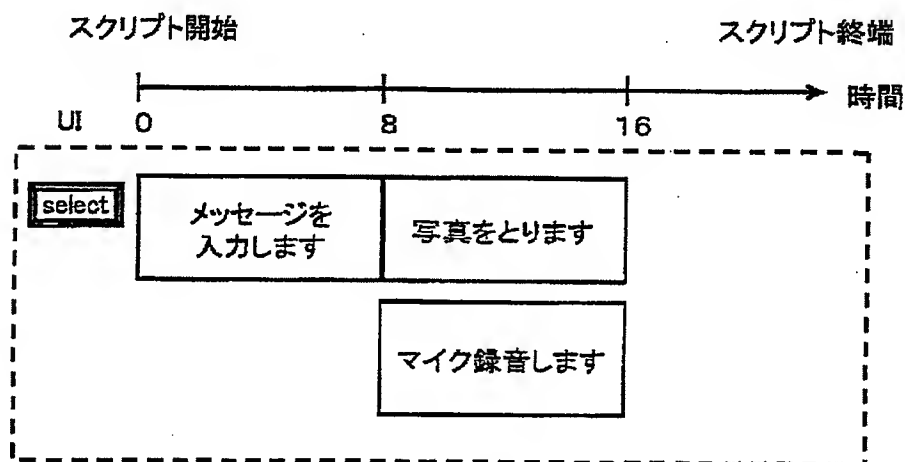 スクリプト開始
スクリプト終端
時間
UI
0
8
16
select
メッセージを
入力します
写真をとります
マイク録音します